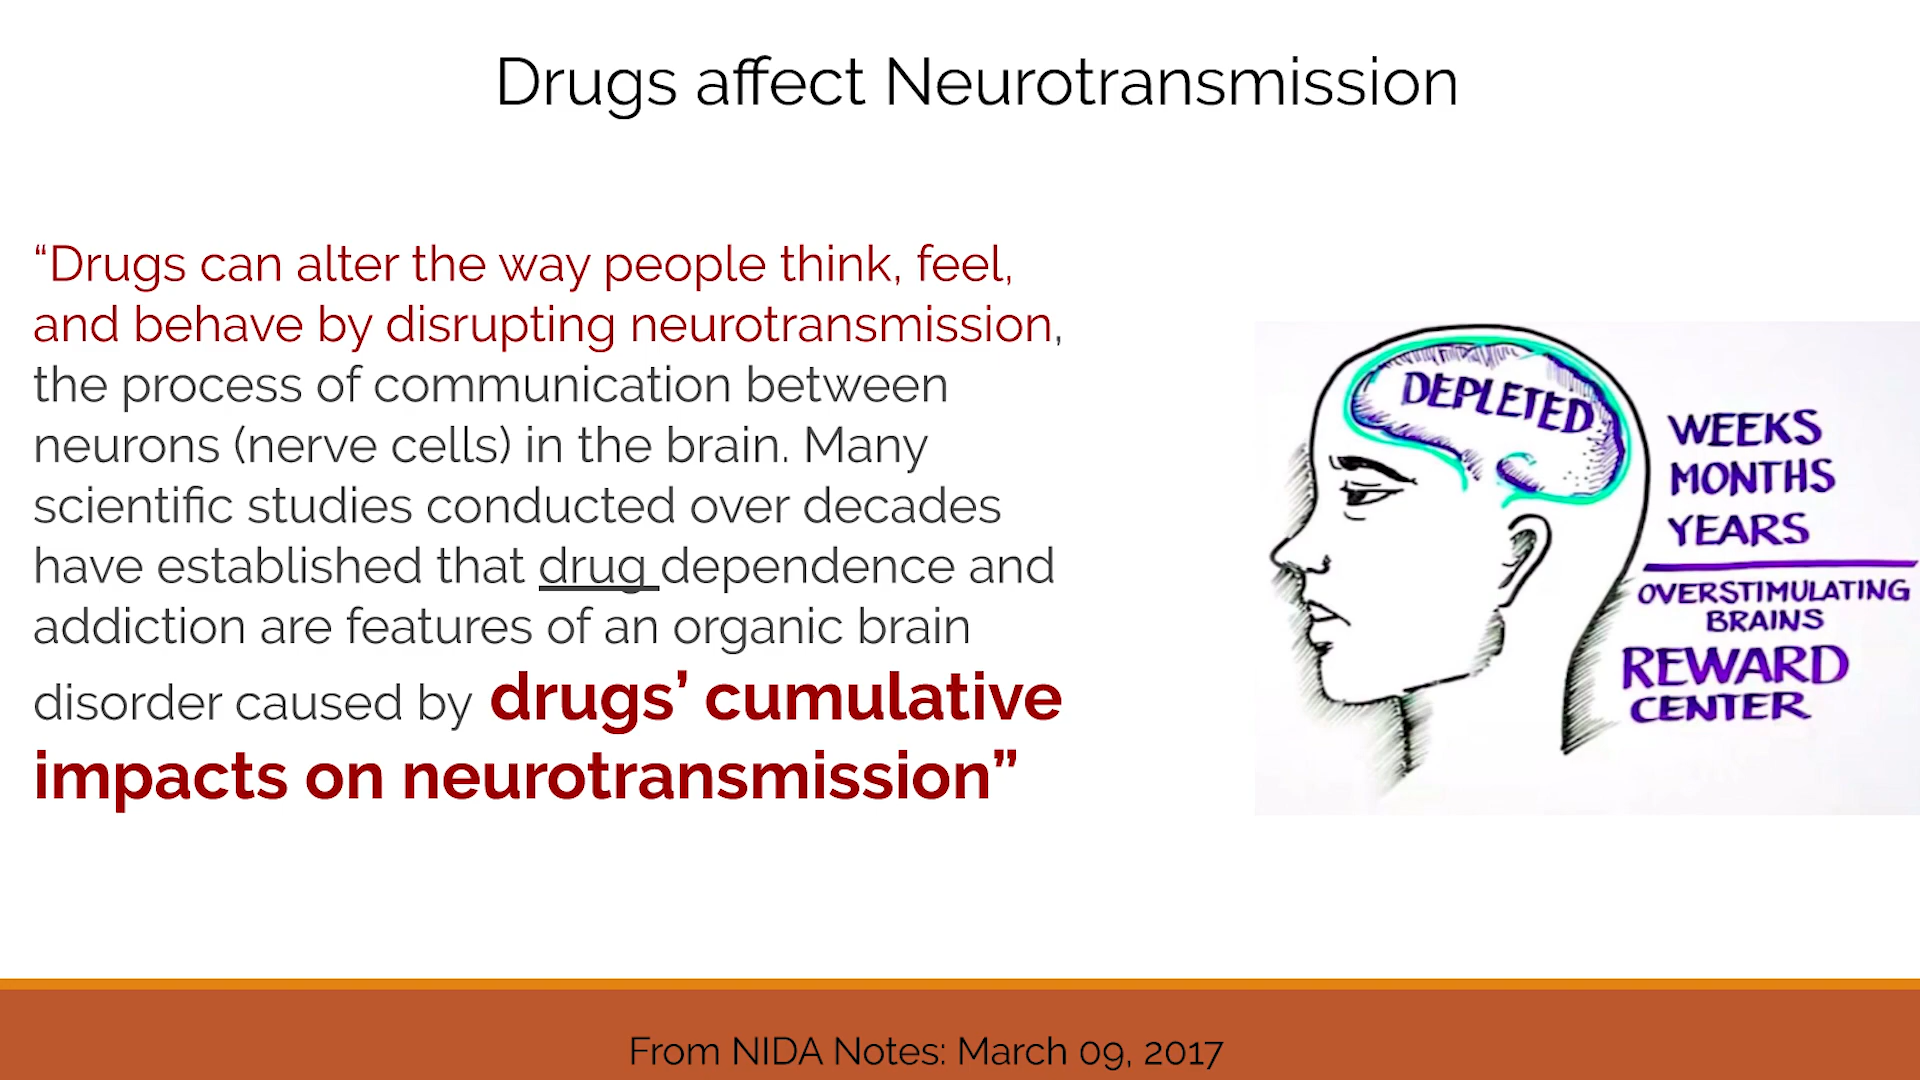 Drugs affect Neurotransmission
“Drugs can alter the way people think, feel,
and behave by disrupting neurotransmission,
the process of communication between
neurons (nerve cells) in the brain. Many
scientific studies conducted over decades
have established that drug dependence and
addiction are features of an organic brain
disorder caused by drugs’ cumulative
impacts on neurotransmission”
DEPLETED
WEEKS
MONTHS
YEARS
OVERSTIMULATING
BRAINS
REWARD
CENTER
From NIDA Notes: March 09, 2017